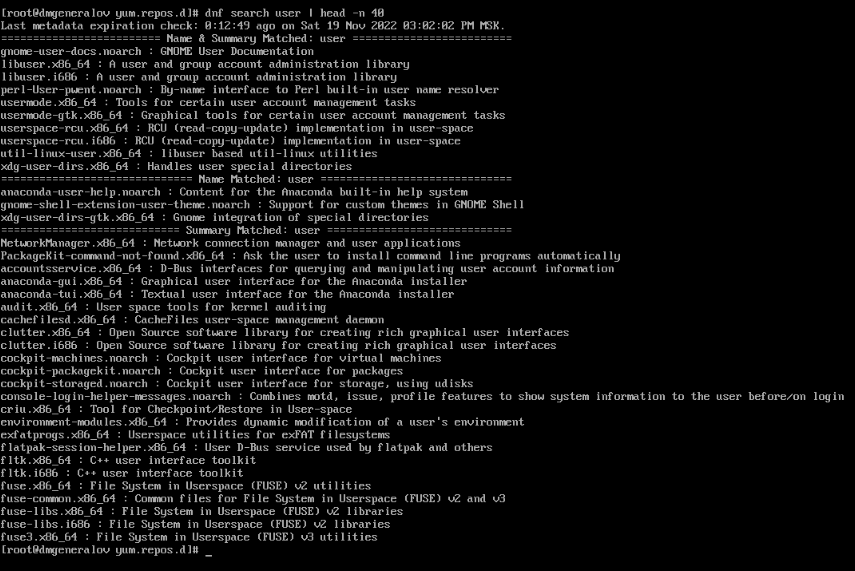 [root@dmgeneralov yum.repos.d]# dnf search user | head -n 40
Last metadata expiration check: 0:12:49 ago on Sat 19 Nov 2022 03:02:02 PM MSK.
========================= Name & Summary Matched: user =========================
gnome-user-docs.noarch : GNOME User Documentation
libuser.x86_64 : A user and group account administration library
libuser.i686 : A user and group account administration library
perl-User-pwent.noarch : By-name interface to Perl built-in user name resolver
usermode.x86_64 : Tools for certain user account management tasks
usermode-gtk.x86_64 : Graphical tools for certain user account management tasks
userspace-rcu.x86_64 : RCU (read-copy-update) implementation in user-space
userspace-rcu.i686 : RCU (read-copy-update) implementation in user-space
util-linux-user.x86_64 : libuser based util-linux utilities
xdg-user-dirs.x86_64 : Handles user special directories
============================== Name Matched: user ==============================
anaconda-user-help.noarch : Content for the Anaconda built-in help system
gnome-shell-extension-user-theme.noarch : Support for custom themes in GNOME Shell
xdg-user-dirs-gtk.x86_64 : Gnome integration of special directories
============================ Summary Matched: user =============================
NetworkManager.x86_64 : Network connection manager and user applications
PackageKit-command-not-found.x86_64 : Ask the user to install command line programs automatically
accountsservice.x86_64 : D-Bus interfaces for querying and manipulating user account information
anaconda-gui.x86_64 : Graphical user interface for the Anaconda installer
anaconda-tui.x86_64 : Textual user interface for the Anaconda installer
audit.x86_64 : User space tools for kernel auditing
cachefilesd.x86_64 : CacheFiles user-space management daemon
clutter.x86_64 : Open Source software library for creating rich graphical user interfaces
clutter.i686 : Open Source software library for creating rich graphical user interfaces
cockpit-machines.noarch : Cockpit user interface for virtual machines
cockpit-packagekit.noarch : Cockpit user interface for packages
cockpit-storaged.noarch : Cockpit user interface for storage, using udisks
console-login-helper-messages.noarch : Combines motd, issue, profile features to show system information to the user before/on login
criu.x86_64 : Tool for Checkpoint/Restore in User-space
environment-modules.x86_64 : Provides dynamic modification of a user's environment
exfatprogs.x86_64 : Userspace utilities for exFAT filesystems
flatpak-session-helper.x86_64 : User D-Bus service used by flatpak and others
fltk.x86_64 : C++ user interface toolkit
fltk.i686 : C++ user interface toolkit
fuse.x86_64 : File System in Userspace (FUSE) v2 utilities
fuse-common.x86_64 : Common files for File System in Userspace (FUSE) v2 and v3
fuse-libs.x86_64 : File System in Userspace (FUSE) v2 libraries
fuse-libs.i686 : File System in Userspace (FUSE) v2 libraries
fuse3.x86_64 : File System in Userspace (FUSE) v3 utilities
[root@dmgeneralov yum.repos.d]# _